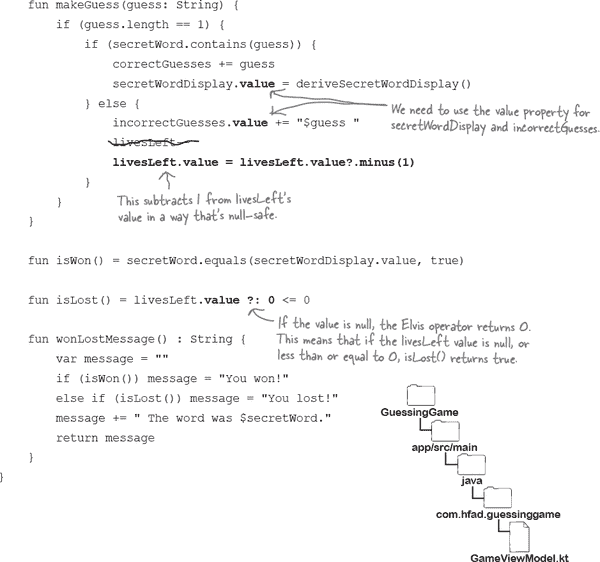 fun makeGuess(guess: String) {
if (guess.length == 1) {
if (secretWord.contains(guess)) {
correctGuesses += guess
secretWordDisplay.value = deriveSecretWordDisplay()
} else {
We need to use the value property for
secretWordDisplay and incorrectGuesses.
incorrectGuesses.value += "$guess "
livesLeft--
livesLeft.value = livesLeft.value?.minus(1)
}
This subtracts 1 from livesLeft's
value in a way that's null-safe.
}
}
fun isWon() = secretWord.equals(secretWordDisplay.value, true)
fun isLost() = livesLeft.value ?: 0 <= 0
If the value is null, the Elvis operator returns 0.
This means that if the livesLeft value is null, or
less than or equal to 0, isLost() returns true.
fun wonLostMessage() : String {
var message = ""
if (isWon()) message = "You won!"
else if (isLost()) message = "You lost!"
message += " The word was $secretWord."
return message
}
}
GuessingGame
app/src/main
java
com.hfad.guessinggame
GameViewModel.kt